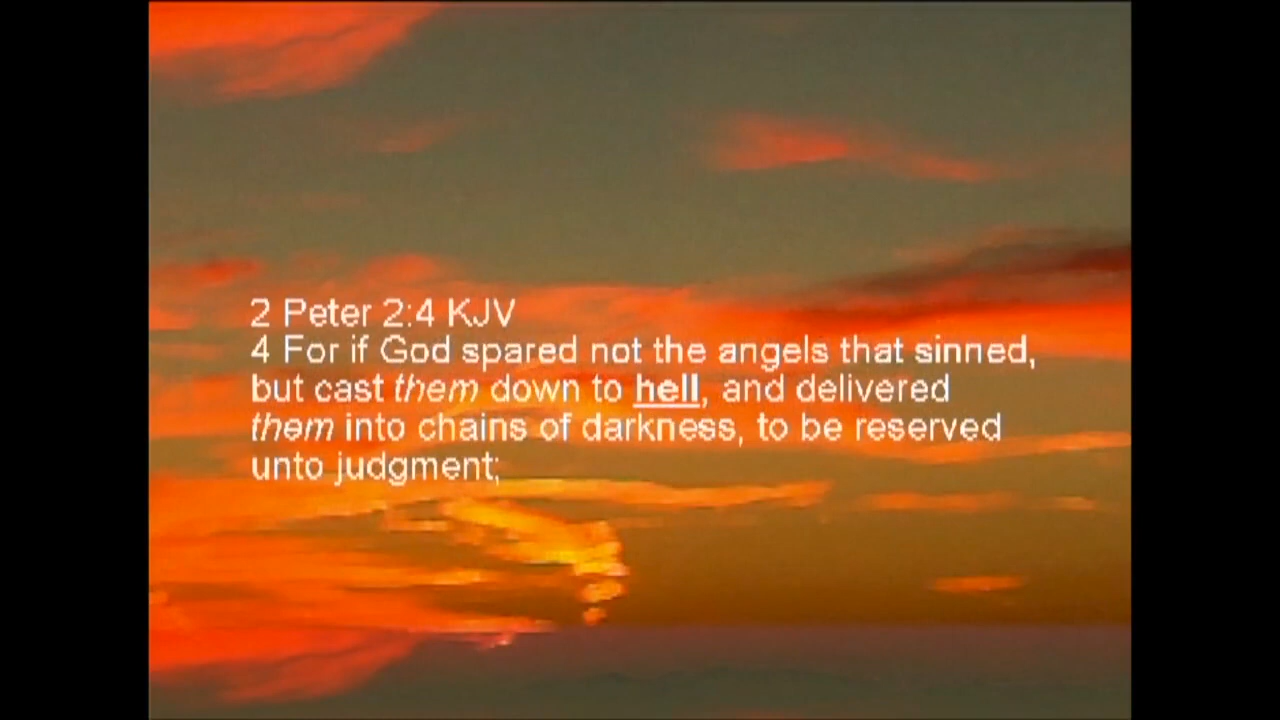 2 Peter 2:4 KJV
4 For if God spared not the angels that sinned,
but cast them down to hell, and delivered
them into chains of darkness, to be reserved
unto judgment;